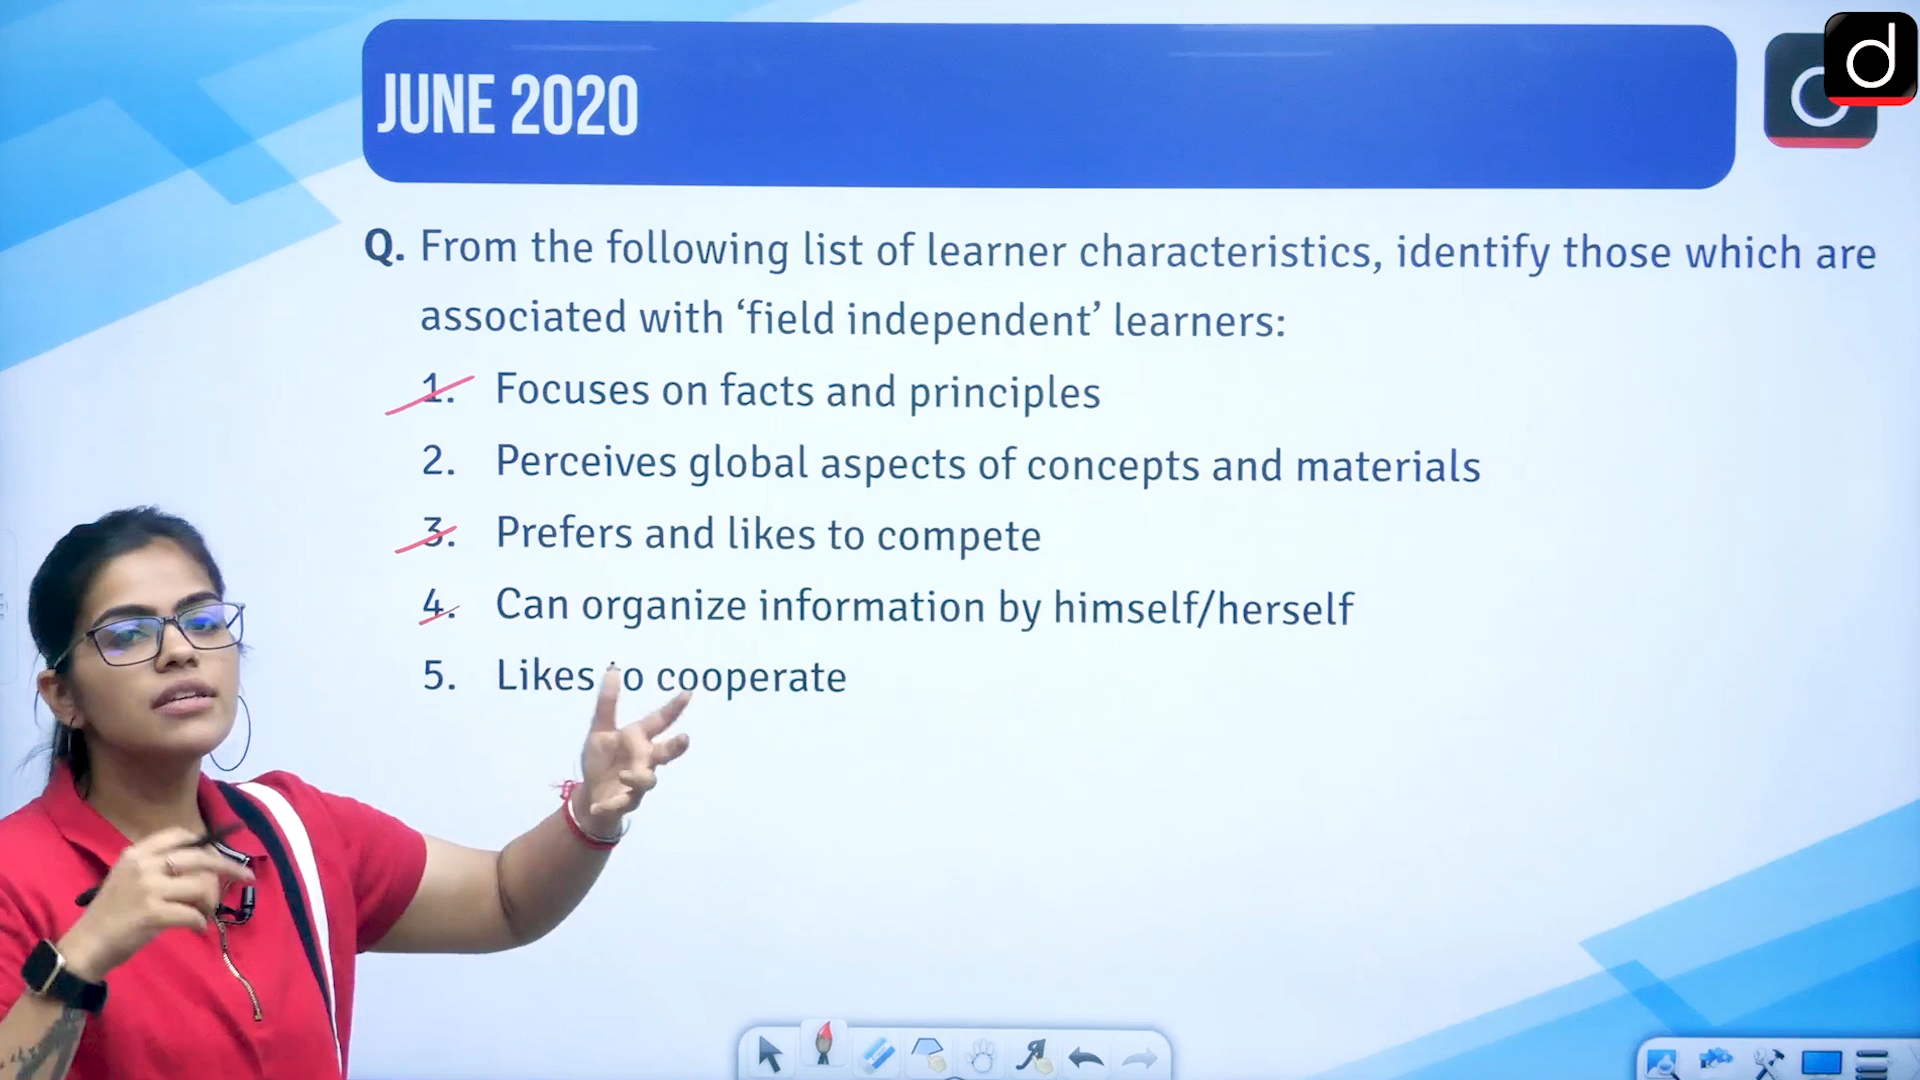 JUNE 2020
d
Q. From the following list of learner characteristics, identify those which are
associated with ‘field independent’ learners:
1. Focuses on facts and principles
2. Perceives global aspects of concepts and materials
3. Prefers and likes to compete
4. Can organize information by himself/herself
5. Likes to cooperate